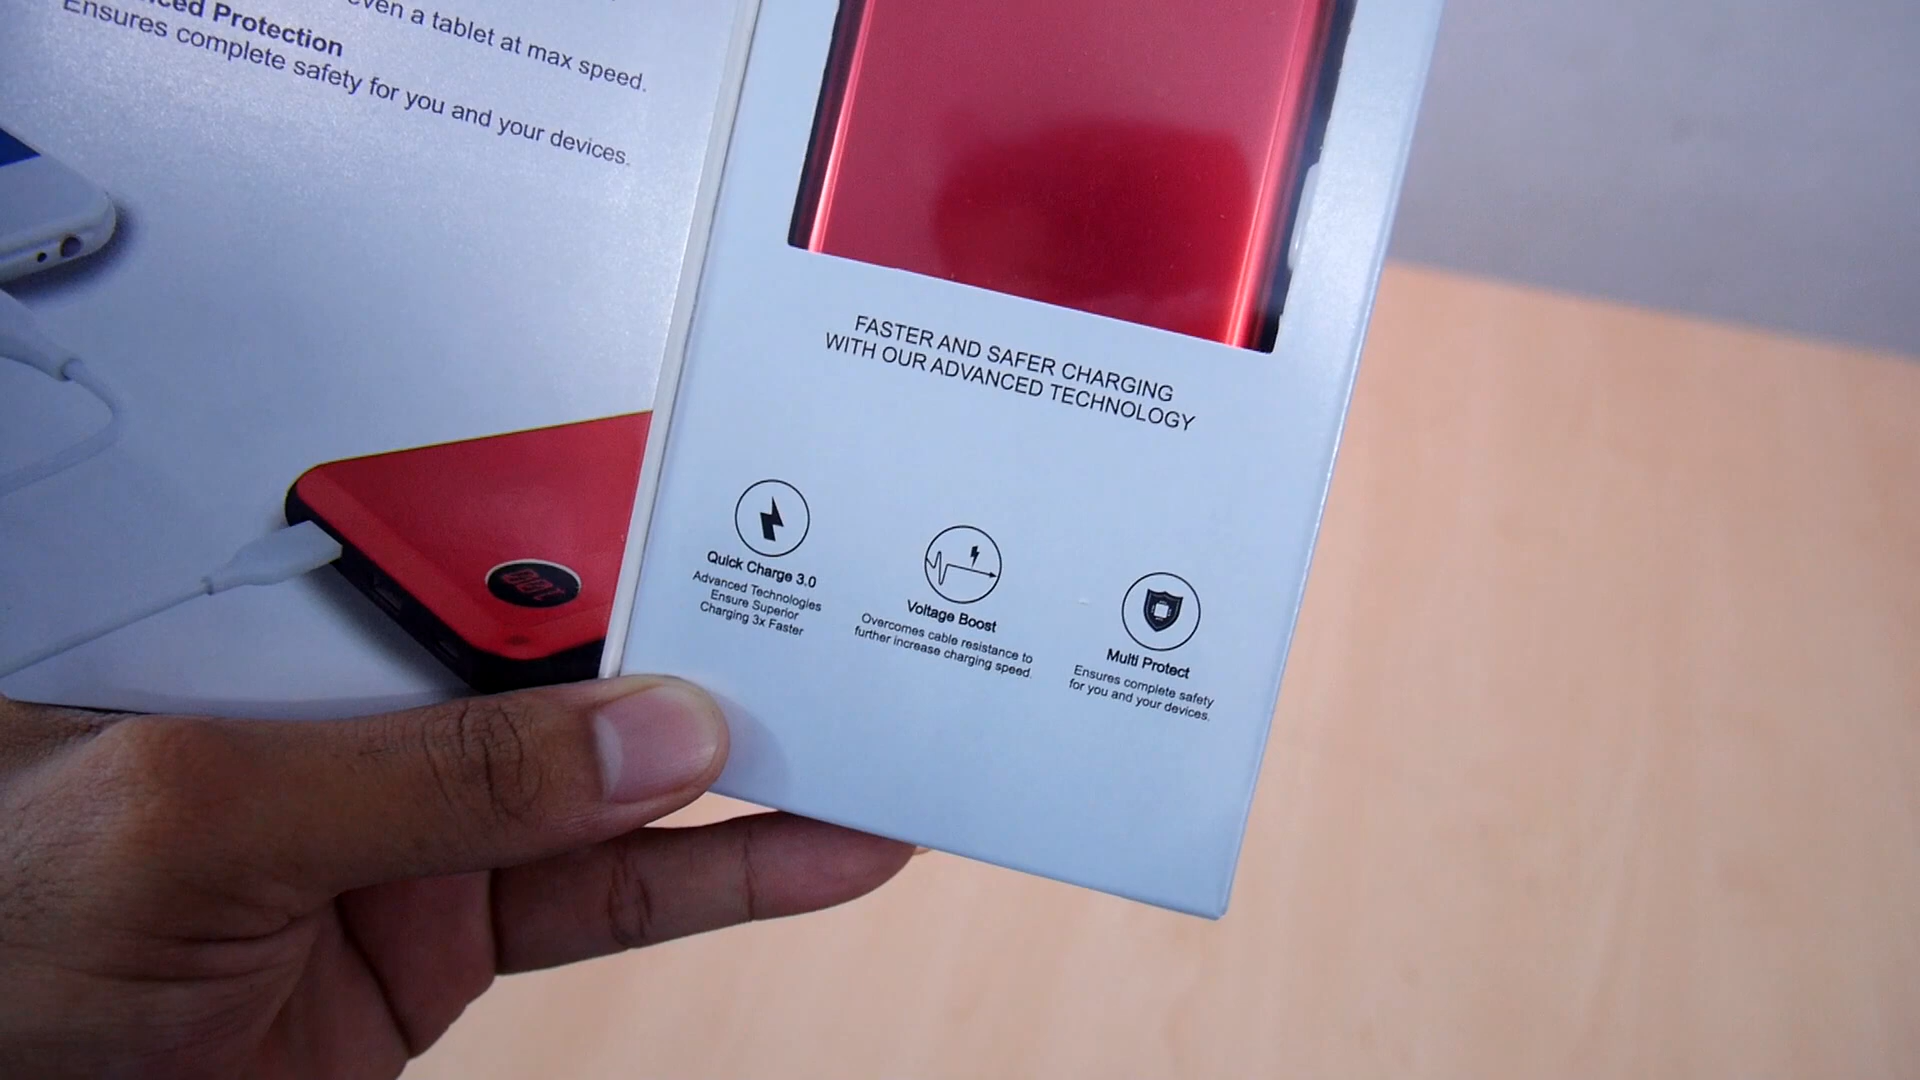 even a tablet at max speed.
Protection
Ensures complete safety for you and your devices.
FASTER AND SAFER CHARGING
WITH OUR ADVANCED TECHNOLOGY
Quick Charge 3.0
Advanced Technologies
Ensure Superior
Charging 3x Faster
Voltage Boost
Overcomes cable resistance to
further increase charging speed.
Multi Protect
Ensures complete safety
for you and your devices.